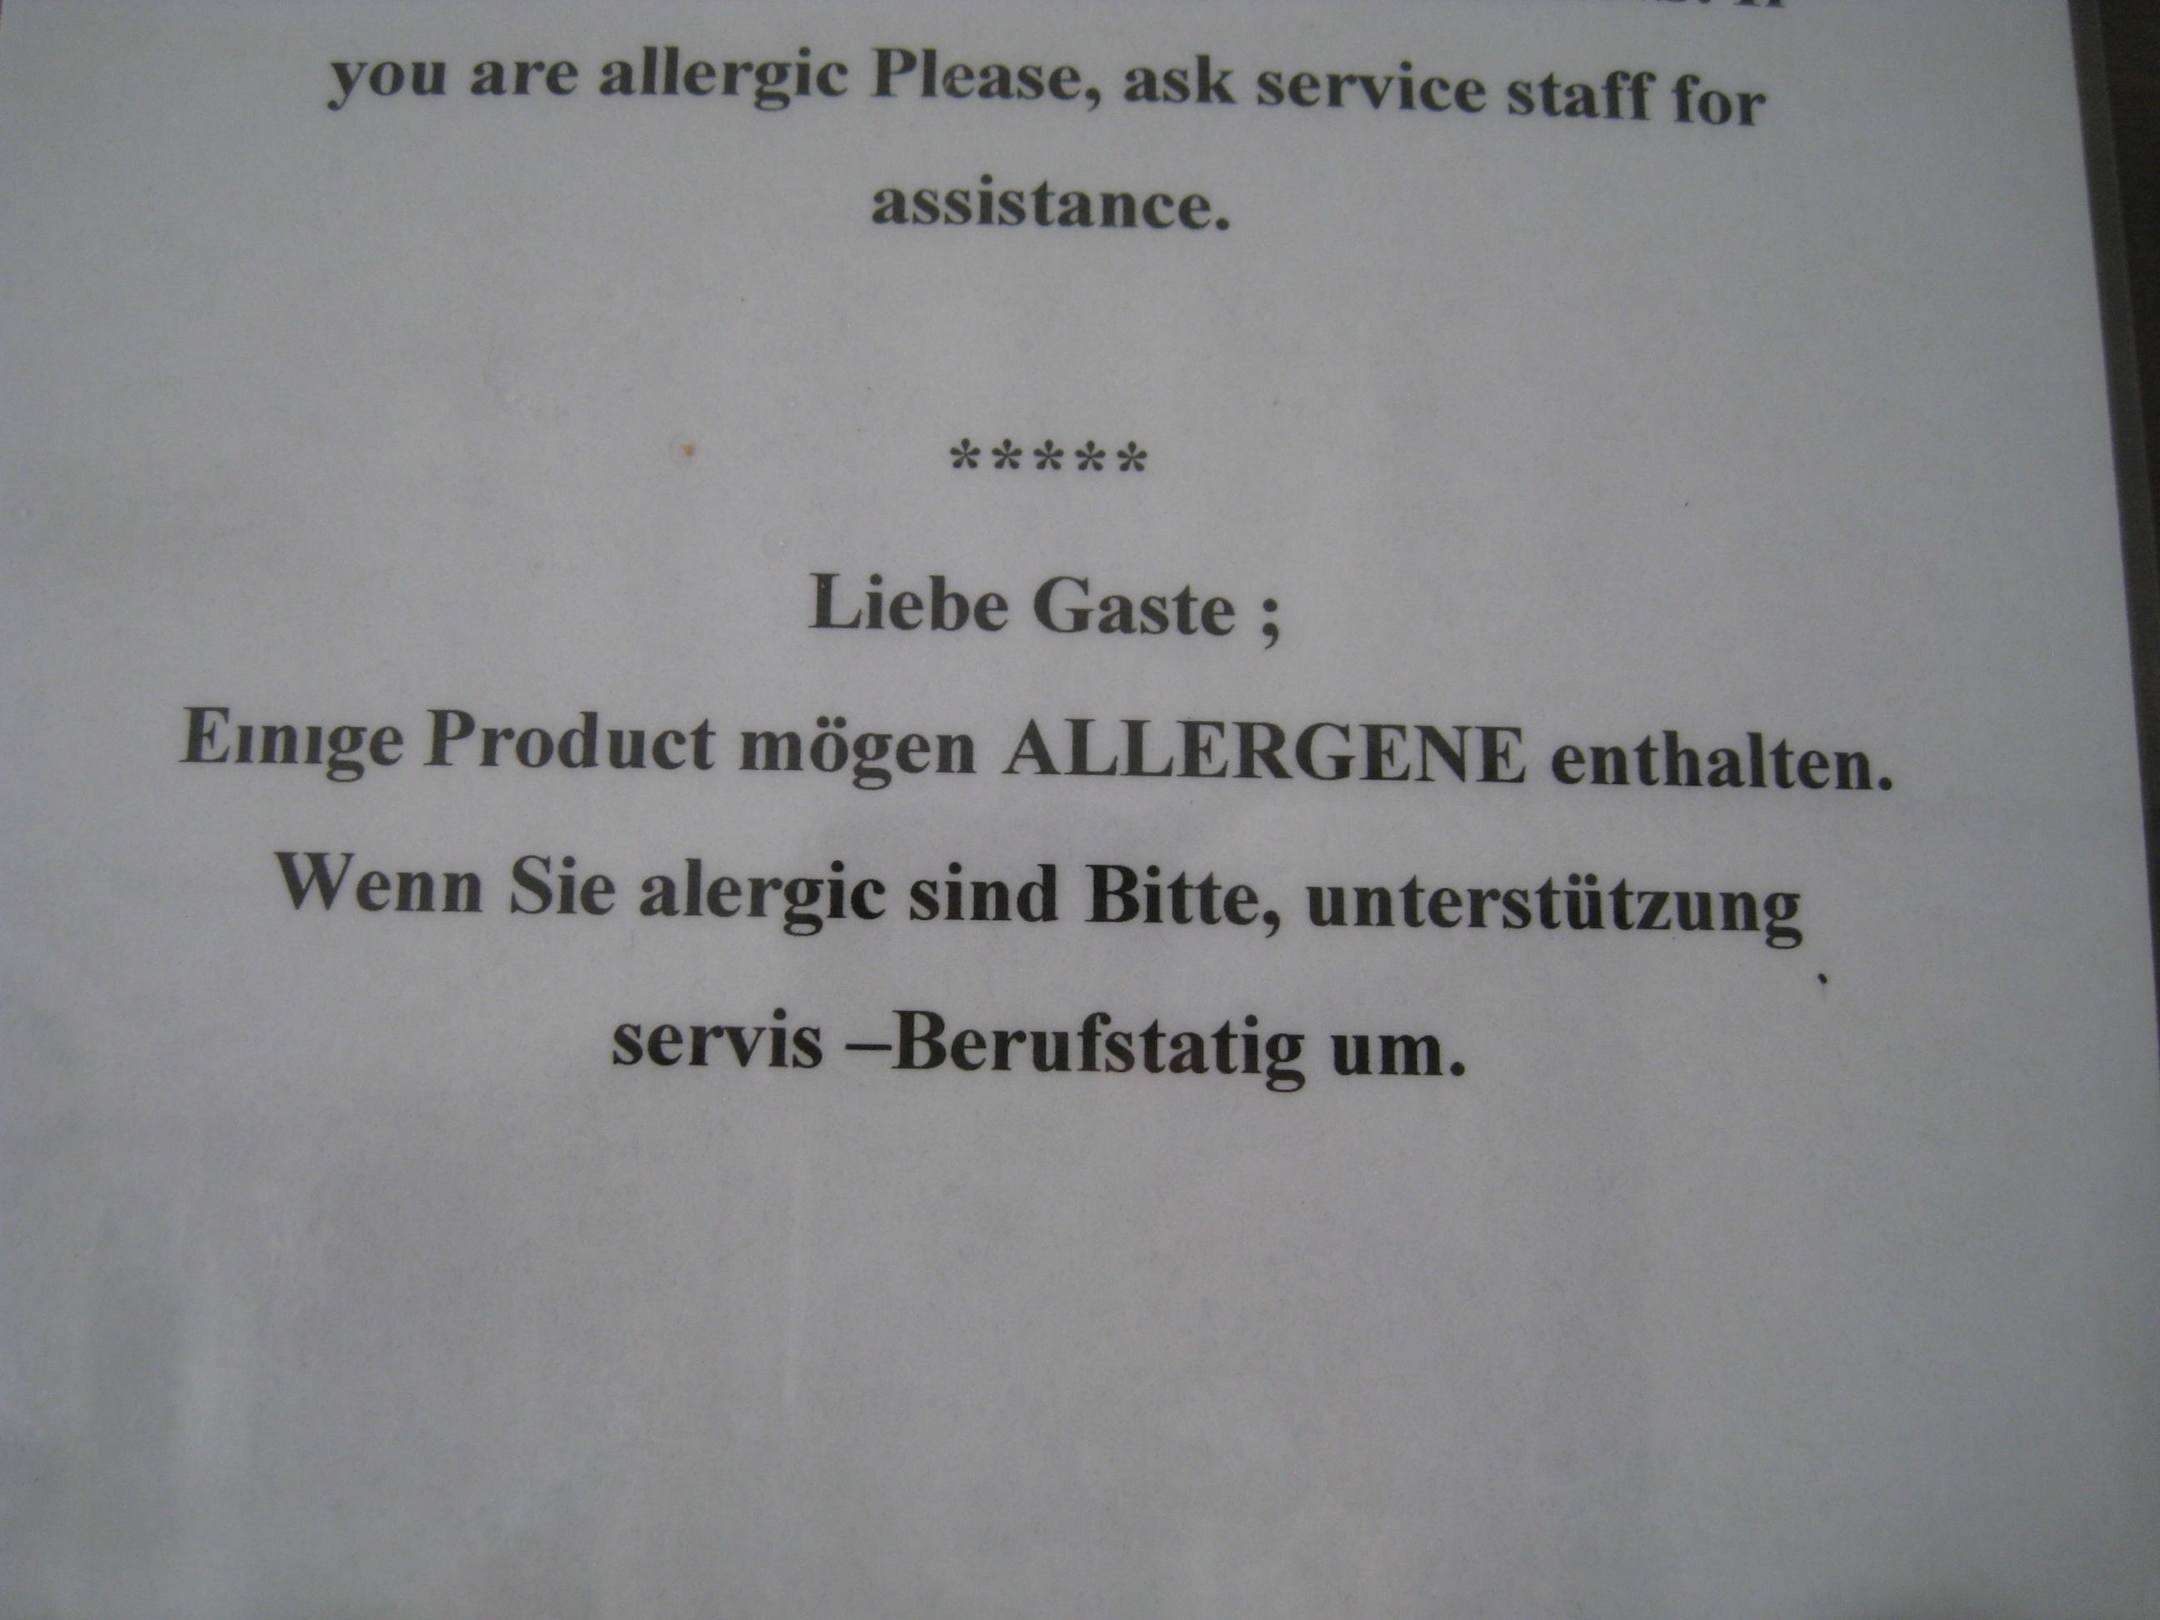 you are allergic Please, ask service staff for
assistance.
*****
Liebe Gaste ;
Eınıge Product mögen ALLERGENE enthalten.
Wenn Sie alergic sind Bitte, unterstützung
servis –Berufstatig um.